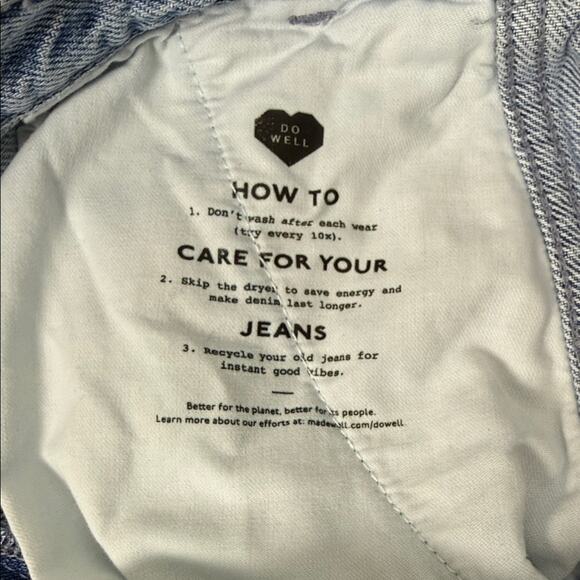 DO
WELL
HOW TO
1. Don't wash after each wear
(try every 10x).
CARE FOR YOUR
2. Skip the dryer to save energy and
make denim last longer.
JEANS
3. Recycle your old jeans for
instant good vibes.
Better for the planet, better for its people.
Learn more about our efforts at: madewell.com/dowell